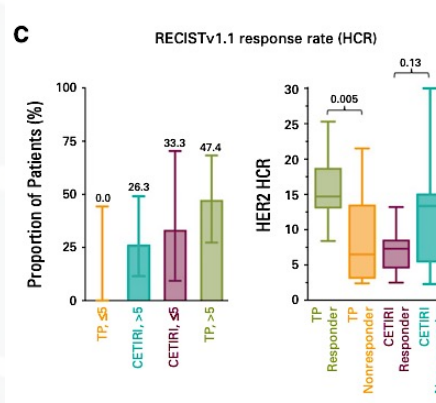 C
RECISTv1.1 response rate (HCR)
Proportion of Patients (%)
100
75
50
25
0
0.0
26.3
33.3
47.4
TP, ≤5
CETIRI, >5
CETIRI, ≤5
TP, >5
HER2 HCR
30
25
20
15
10
5
0
0.005
0.13
TP
Responder
TP
Nonresponder
CETIRI
Responder
CETIRI